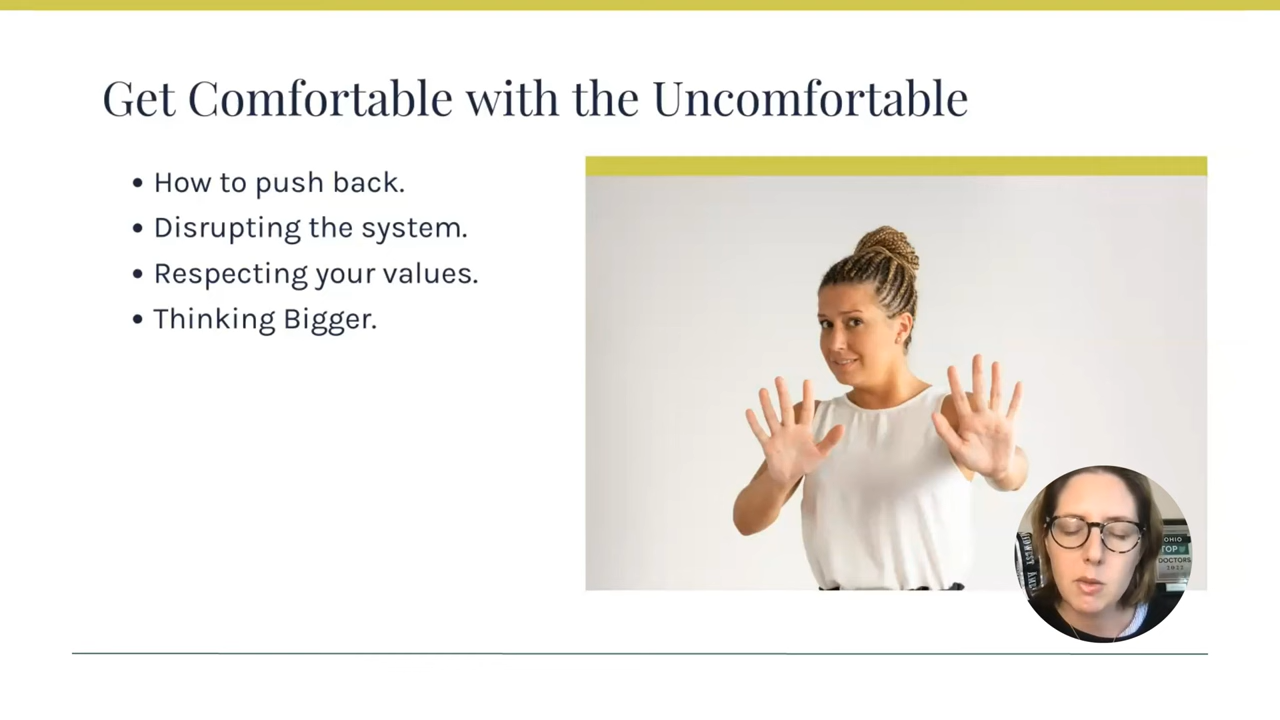 Get Comfortable with the Uncomfortable
• How to push back.
• Disrupting the system.
• Respecting your values.
• Thinking Bigger.
OHIO
TOP
DOCTORS